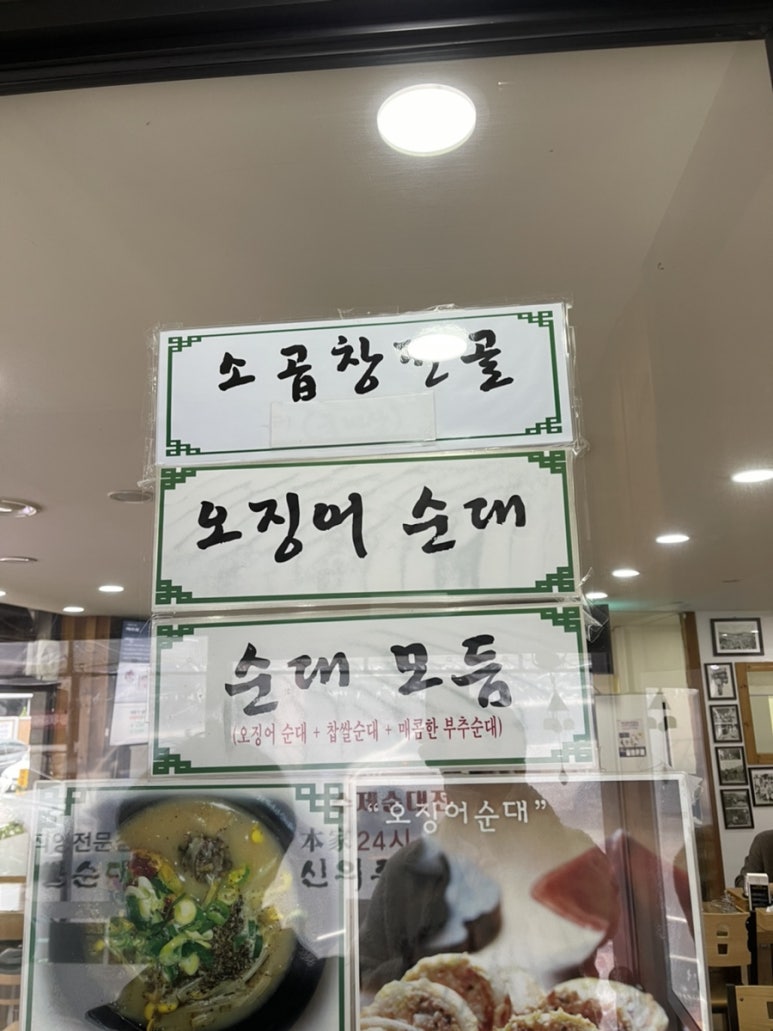 소곱창전골
오징어 순대
순대 모듬
(오징어 순대 + 찹쌀순대 + 매콤한 부추순대)
"오징어순대"
本家 24시